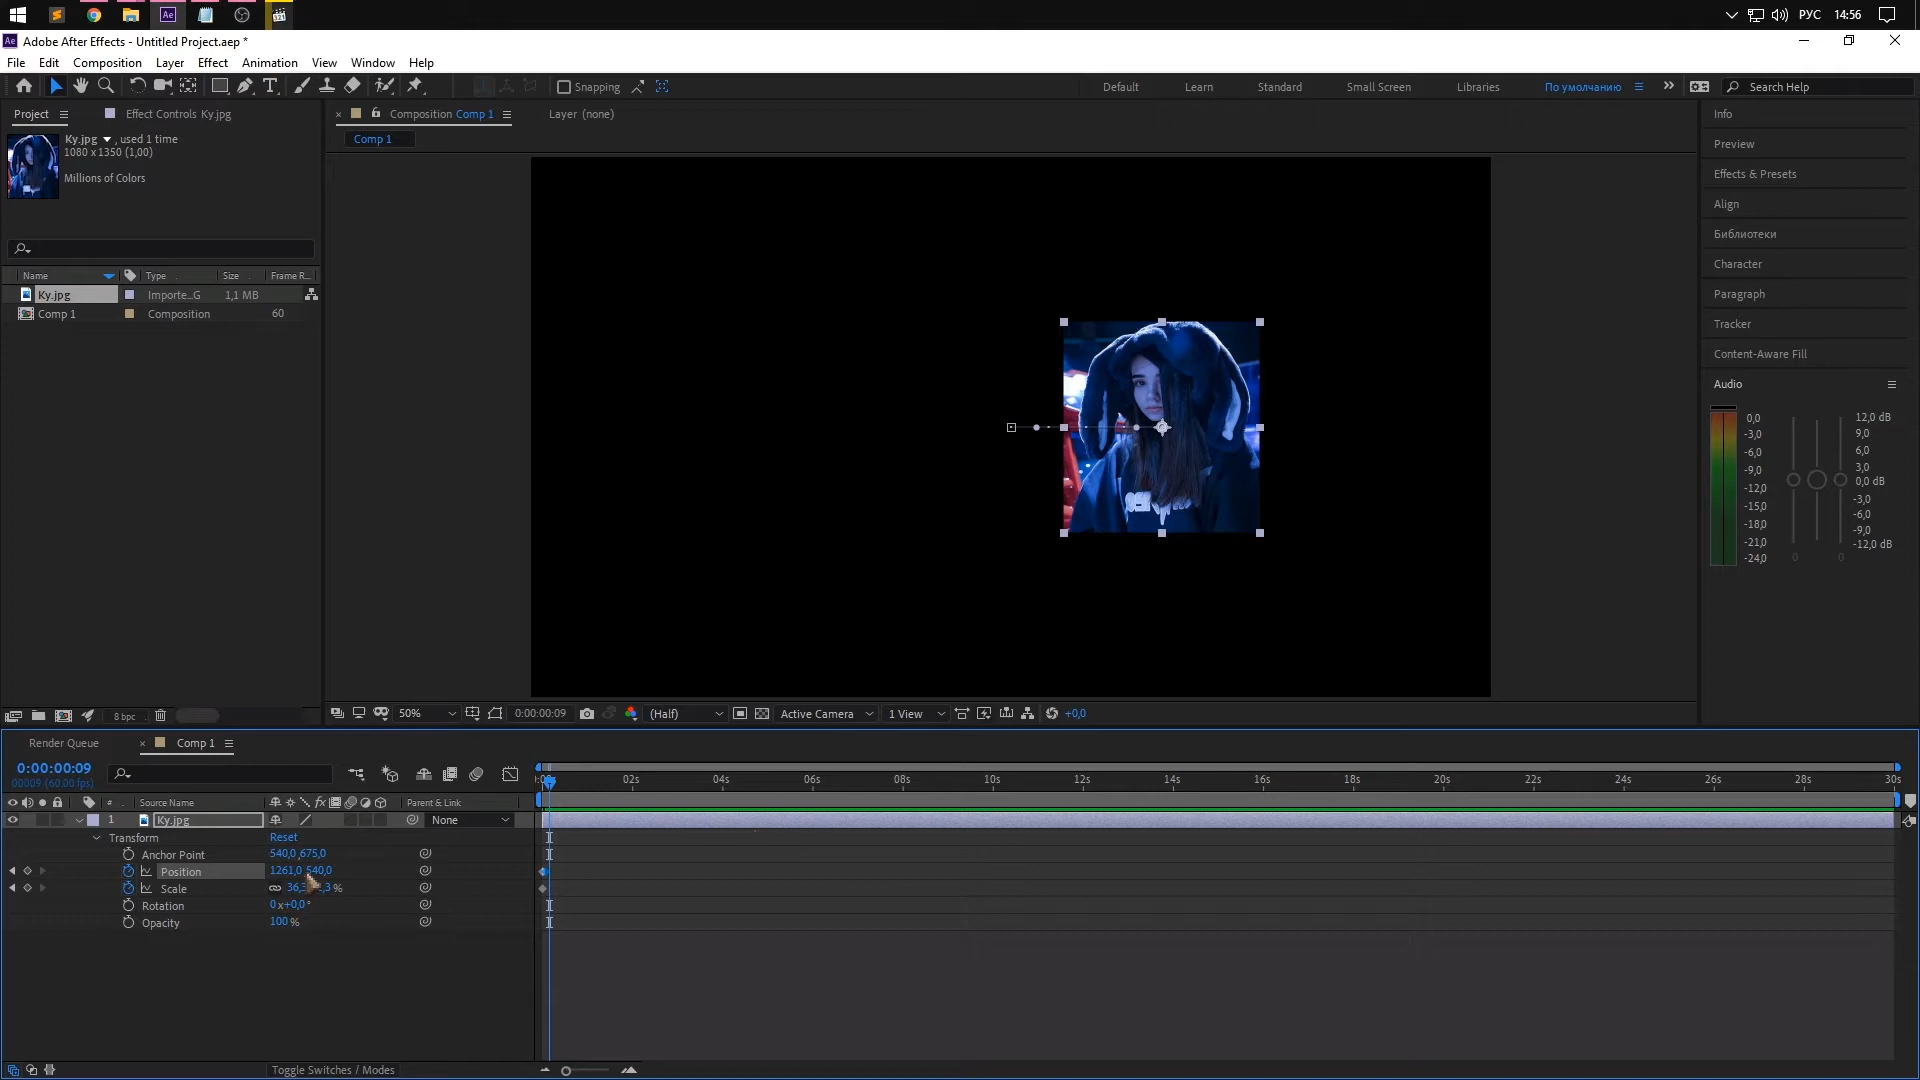 РУС 14:56
Adobe After Effects - Untitled Project.aep *
File Edit Composition Layer Effect Animation View Window Help
Snapping Default Learn Standard Small Screen Libraries По умолчанию Search Help
Project Effect Controls Ky.jpg
Composition Comp 1 Layer (none)
Comp 1
Ky.jpg , used 1 time
1080 x 1350 (1,00)
Millions of Colors
Name Type Size Frame R...
Ky.jpg Importe...G 1,1 MB
Comp 1 Composition 60
8 bpc
50% 0:00:00:09 (Half) Active Camera 1 View +0,0
Info
Preview
Effects & Presets
Align
Библиотеки
Character
Paragraph
Tracker
Content-Aware Fill
Audio
0,0
-3,0
-6,0
-9,0
-12,0
-15,0
-18,0
-21,0
-24,0
12,0 dB
9,0
6,0
3,0
0,0 dB
-3,0
-6,0
-9,0
-12,0 dB
0 0
Render Queue Comp 1
0:00:00:09
00009 (60.00 fps)
02s 04s 06s 08s 10s 12s 14s 16s 18s 20s 22s 24s 26s 28s 30s
# Source Name Parent & Link
1 Ky.jpg None
Transform Reset
Anchor Point 540,0 ,675,0
Position 1261,0 ,540,0
Scale %
Rotation 0 x+0,0 °
Opacity 100 %
Toggle Switches / Modes